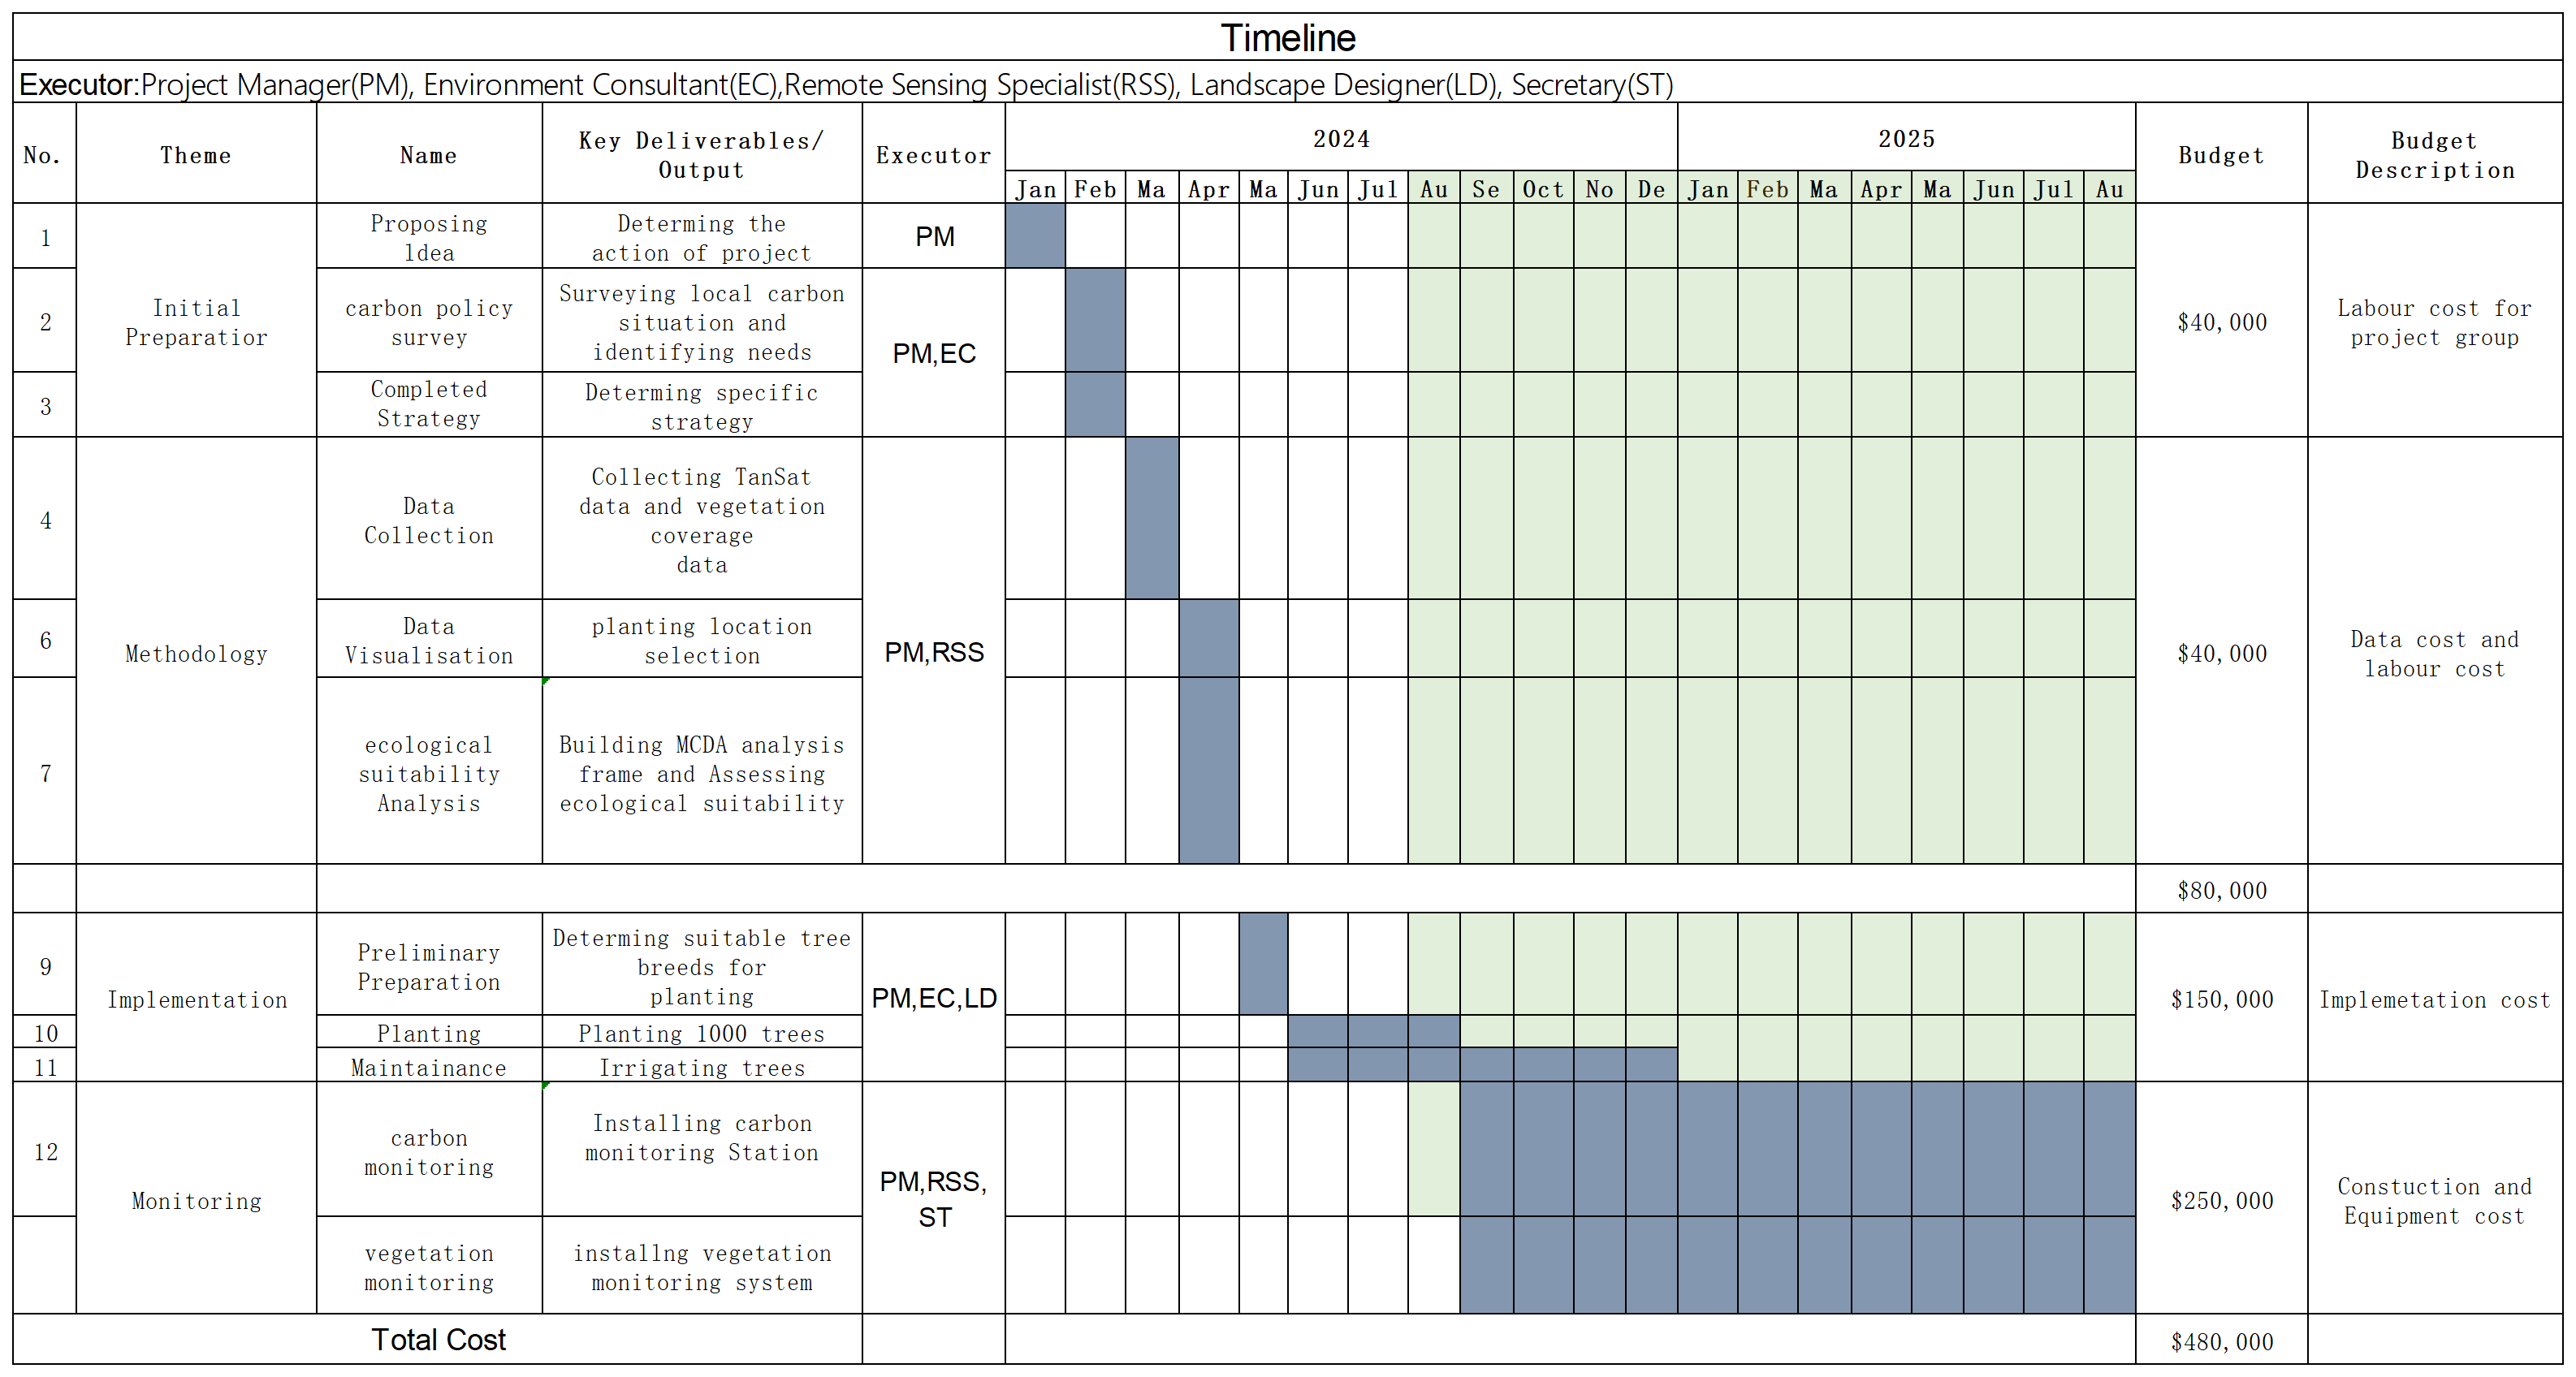 Timeline
Executor:Project Manager(PM), Environment Consultant(EC),Remote Sensing Specialist(RSS), Landscape Designer(LD), Secretary(ST)
No.
Theme
Name
Key Deliverables/
Output
Executor
2024
2025
Budget
Budget
Description
Jan Feb Ma Apr Ma Jun Jul Au Se Oct No De Jan Feb Ma Apr Ma Jun Jul Au
1
Initial
Preparatior
Proposing
ldea
Determing the
action of project
PM
$40,000
Labour cost for
project group
2
carbon policy
survey
Surveying local carbon
situation and
identifying needs
PM,EC
3
Completed
Strategy
Determing specific
strategy
4
Methodology
Data
Collection
Collecting TanSat
data and vegetation
coverage
data
PM,RSS
$40,000
Data cost and
labour cost
6
Data
Visualisation
planting location
selection
7
ecological
suitability
Analysis
Building MCDA analysis
frame and Assessing
ecological suitability
$80,000
9
Implementation
Preliminary
Preparation
Determing suitable tree
breeds for
planting
PM,EC,LD
$150,000
Implemetation cost
10
Planting
Planting 1000 trees
11
Maintainance
Irrigating trees
12
Monitoring
carbon
monitoring
Installing carbon
monitoring Station
PM,RSS,
ST
$250,000
Constuction and
Equipment cost
vegetation
monitoring
installng vegetation
monitoring system
Total Cost
$480,000